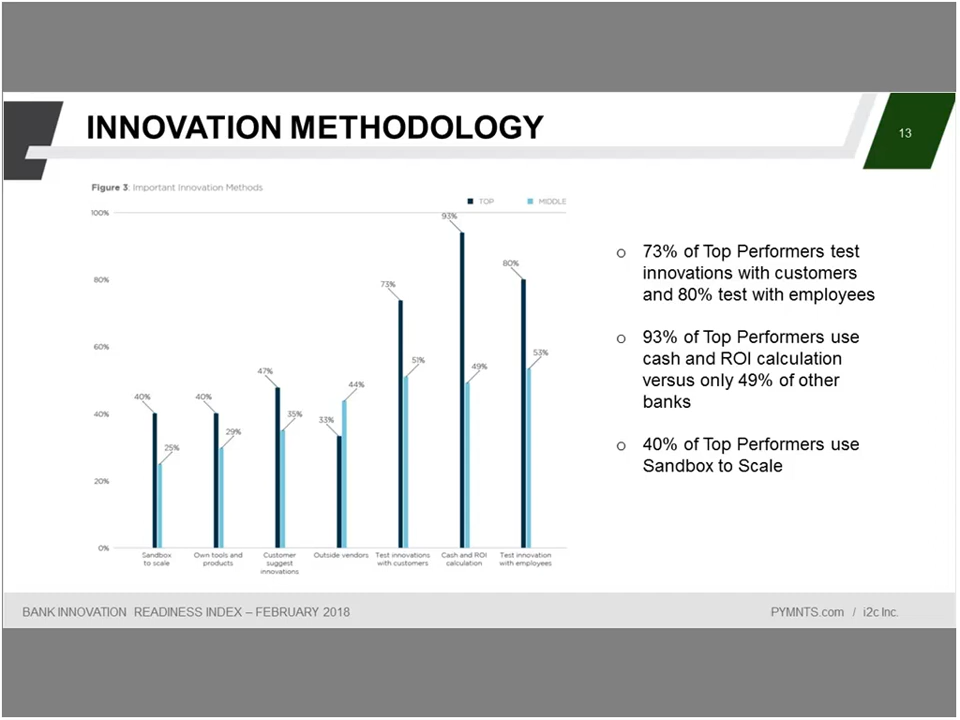 INNOVATION METHODOLOGY
13
Figure 3: Important Innovation Methods
TOP
MIDDLE
100%
80%
60%
40%
20%
0%
40%
25%
40%
29%
47%
35%
33%
44%
73%
51%
93%
49%
80%
53%
Sandbox
to scale
Own tools and
products
Customer
suggest
innovations
Outside vendors
Test innovations
with customers
Cash and ROI
calculation
Test innovation
with employees
o 73% of Top Performers test
innovations with customers
and 80% test with employees
o 93% of Top Performers use
cash and ROI calculation
versus only 49% of other
banks
o 40% of Top Performers use
Sandbox to Scale
BANK INNOVATION READINESS INDEX – FEBRUARY 2018
PYMNTS.com / i2c Inc.